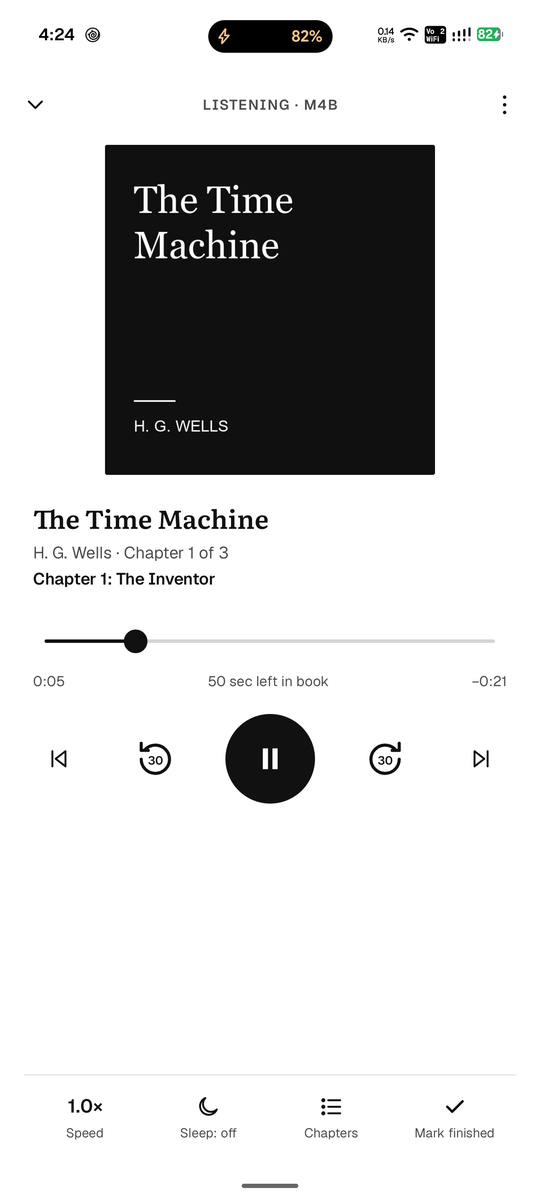 4:24
82%
0.14
KB/s
Vo 2
WiFi
82
LISTENING · M4B
The Time
Machine
H. G. WELLS
The Time Machine
H. G. Wells · Chapter 1 of 3
Chapter 1: The Inventor
0:05
50 sec left in book
−0:21
30
30
1.0×
Speed
Sleep: off
Chapters
Mark finished